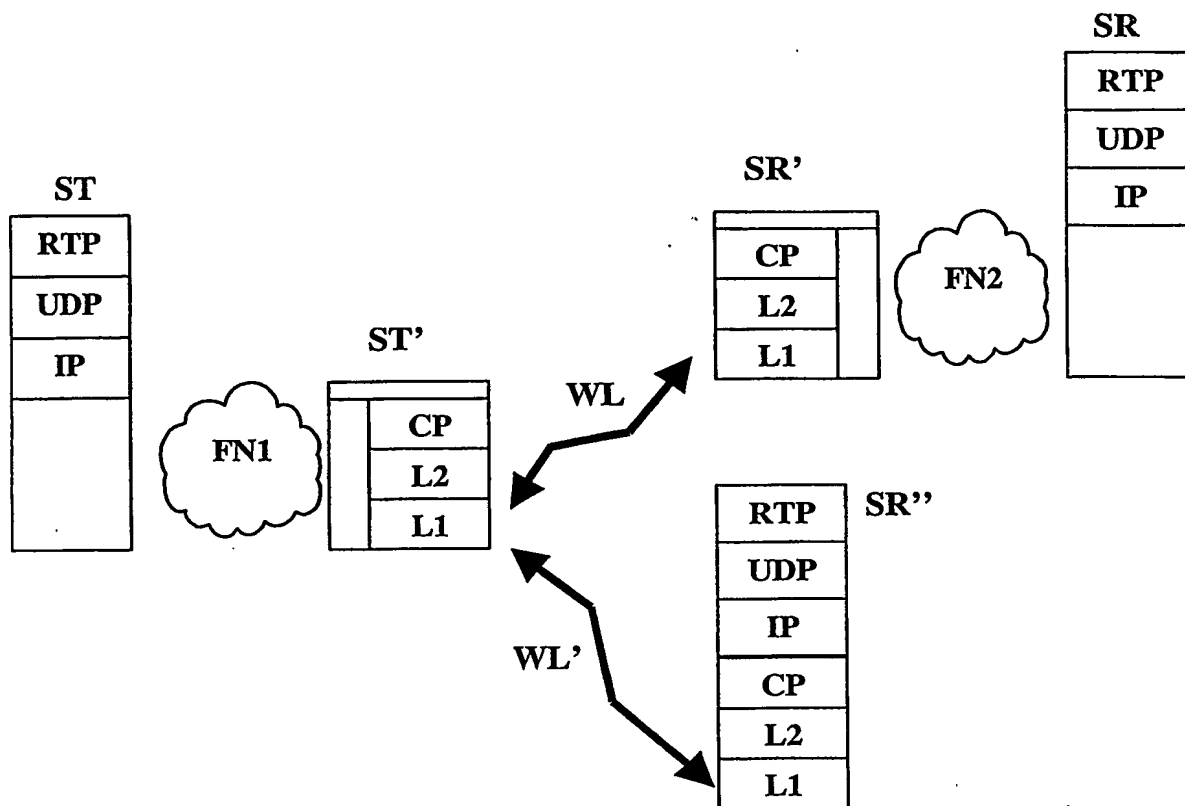 ST
RTP
UDP
IP
FN1
ST’
CP
L2
L1
WL
WL’
SR’
CP
L2
L1
FN2
SR
RTP
UDP
IP
SR’’
RTP
UDP
IP
CP
L2
L1